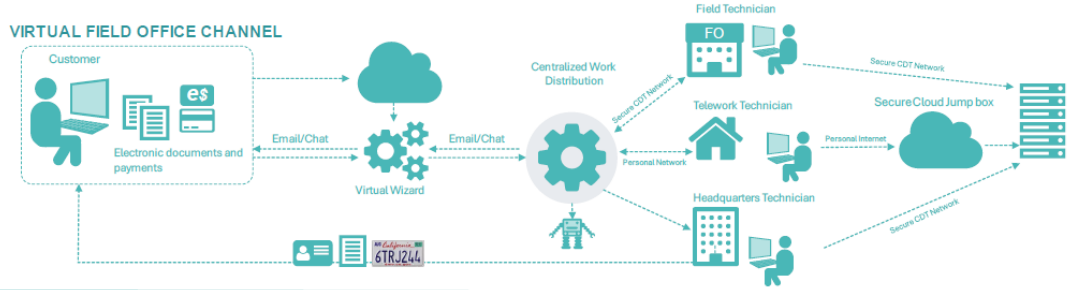 VIRTUAL FIELD OFFICE CHANNEL
Customer
e$
Electronic documents and
payments
Email/Chat
Virtual Wizard
Email/Chat
Centralized Work
Distribution
Field Technician
FO
Secure CDT Network
Secure CDT Network
Telework Technician
Personal Network
Personal Internet
SecureCloud Jump box
Headquarters Technician
Secure CDT Network
California
6TRJ244